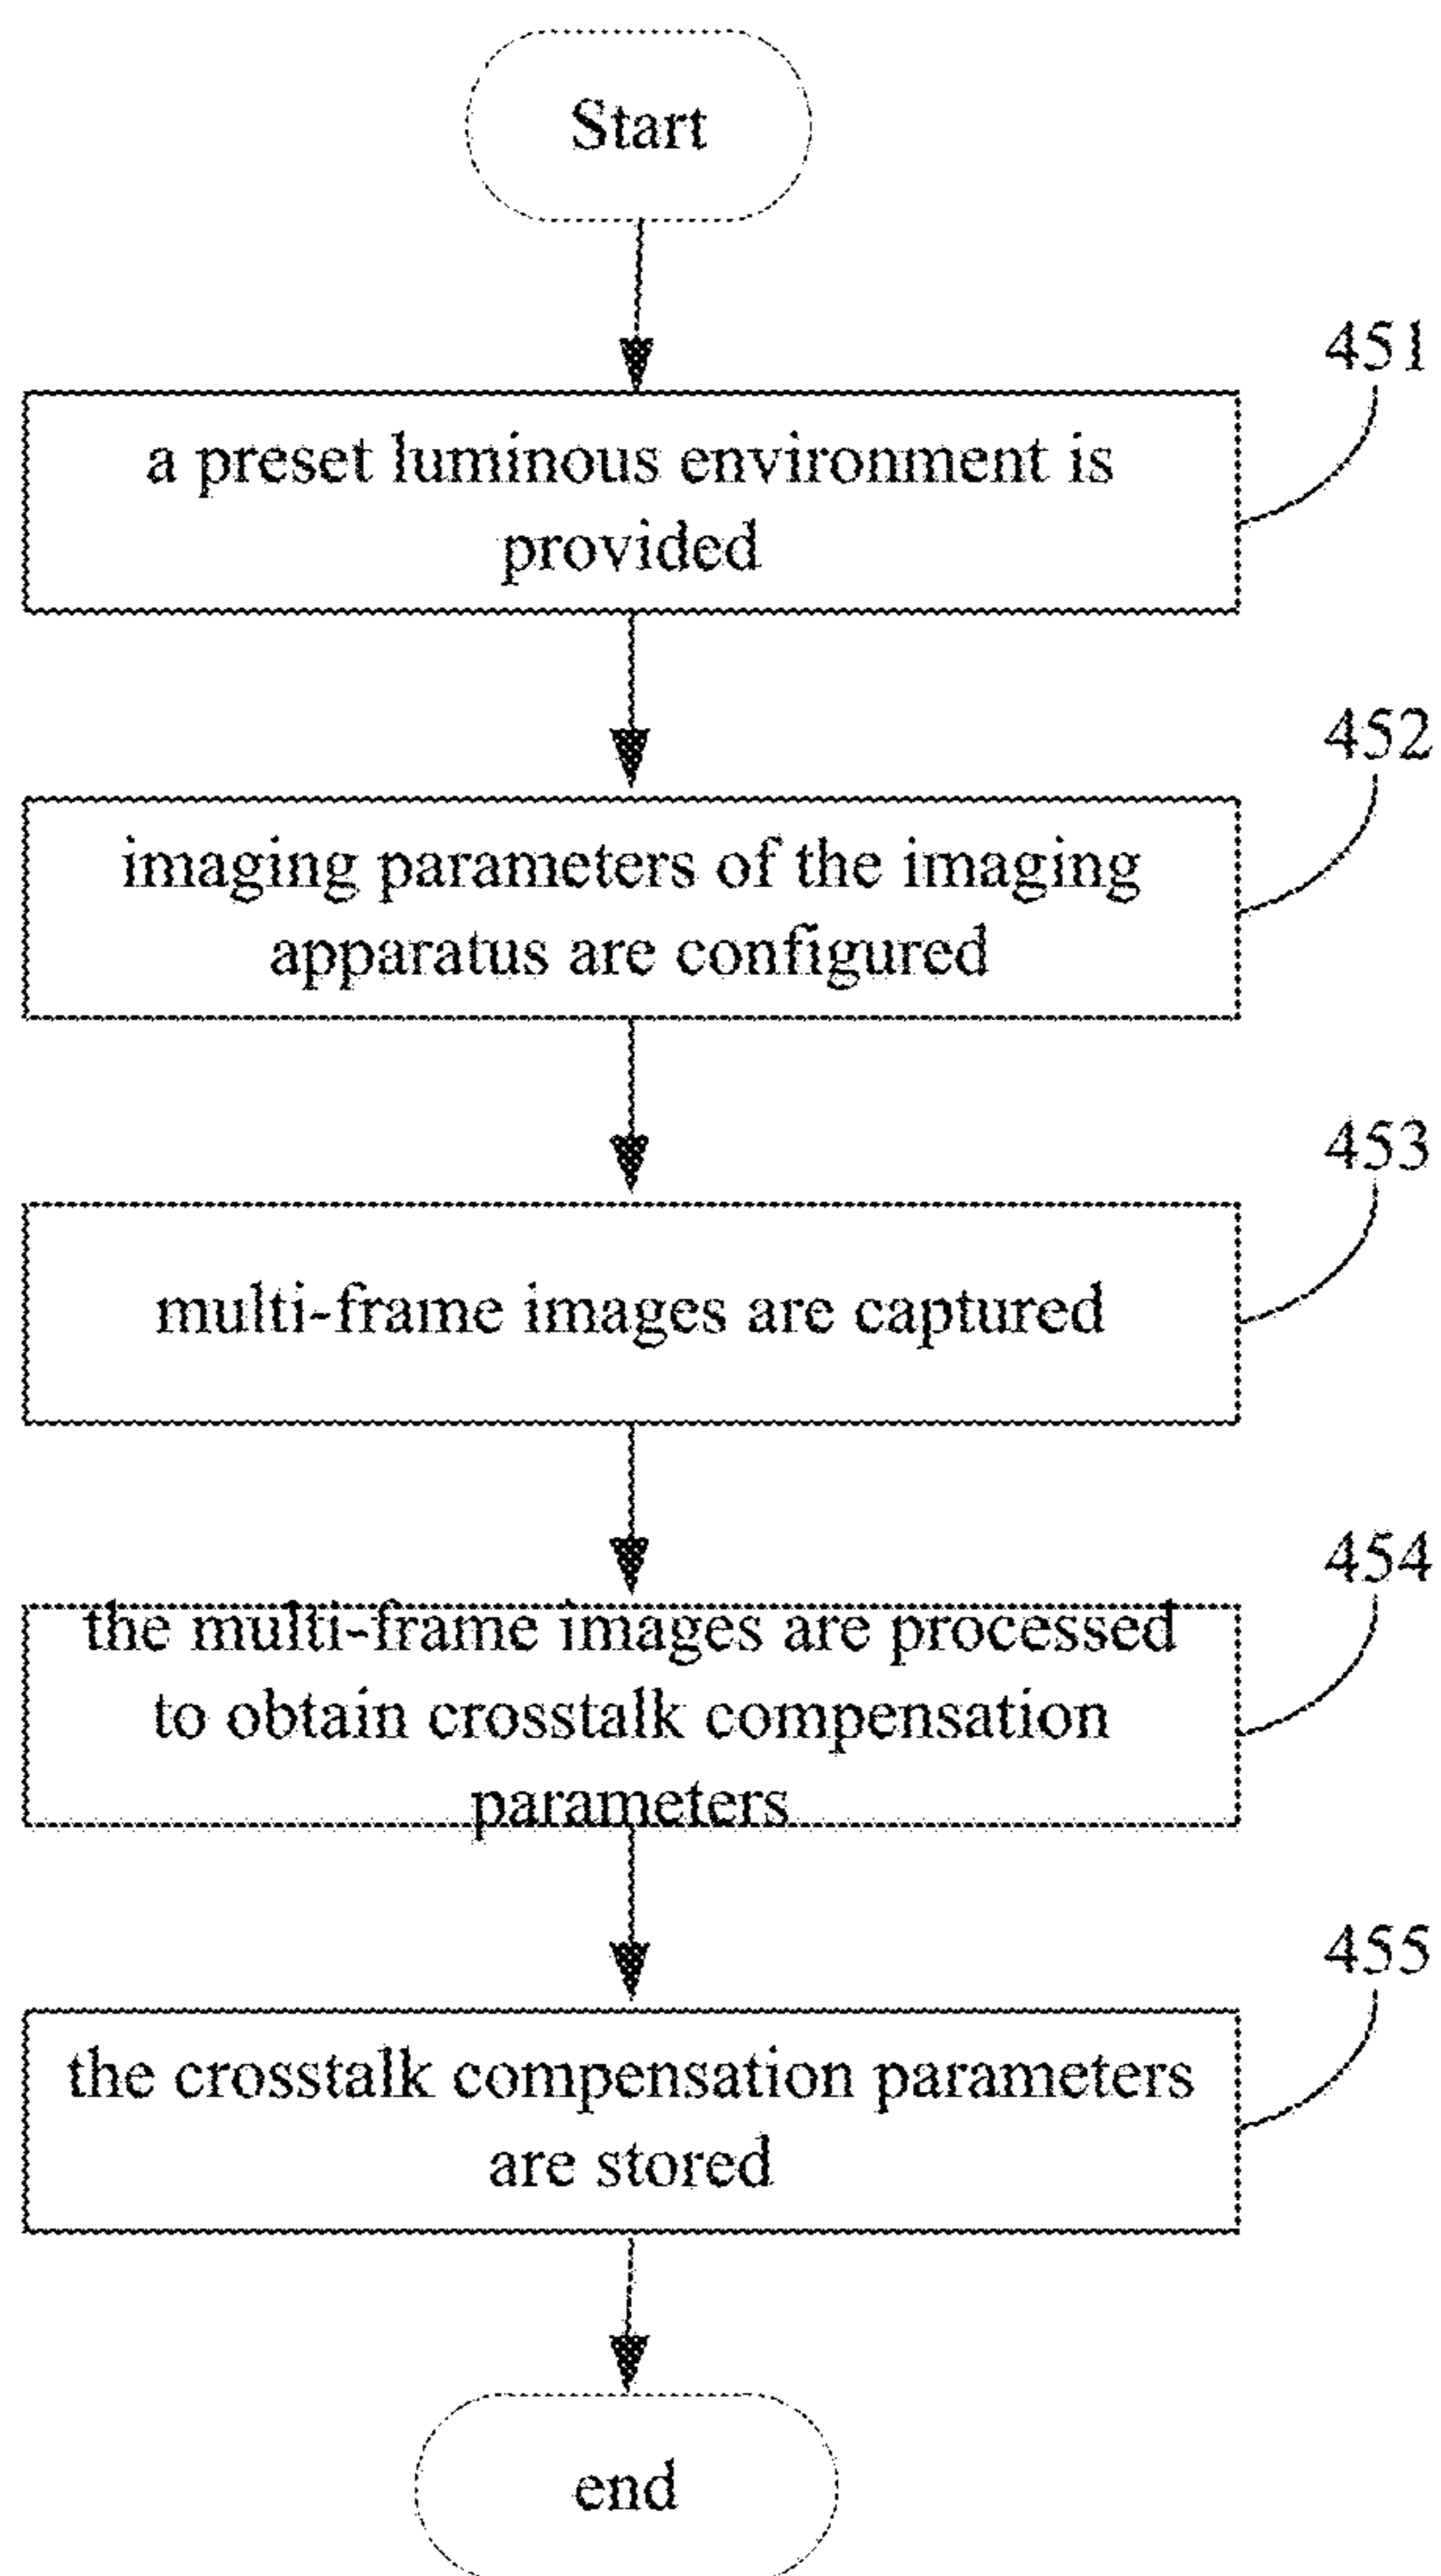 Start
451
a preset luminous environment is
provided
452
imaging parameters of the imaging
apparatus are configured
453
multi-frame images are captured
454
the multi-frame images are processed
to obtain crosstalk compensation
parameters
455
the crosstalk compensation parameters
are stored
end